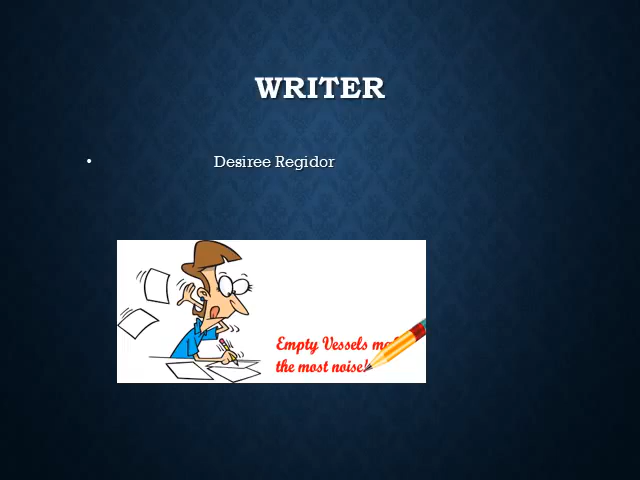 WRITER
• Desiree Regidor
Empty Vessels
the most noise!